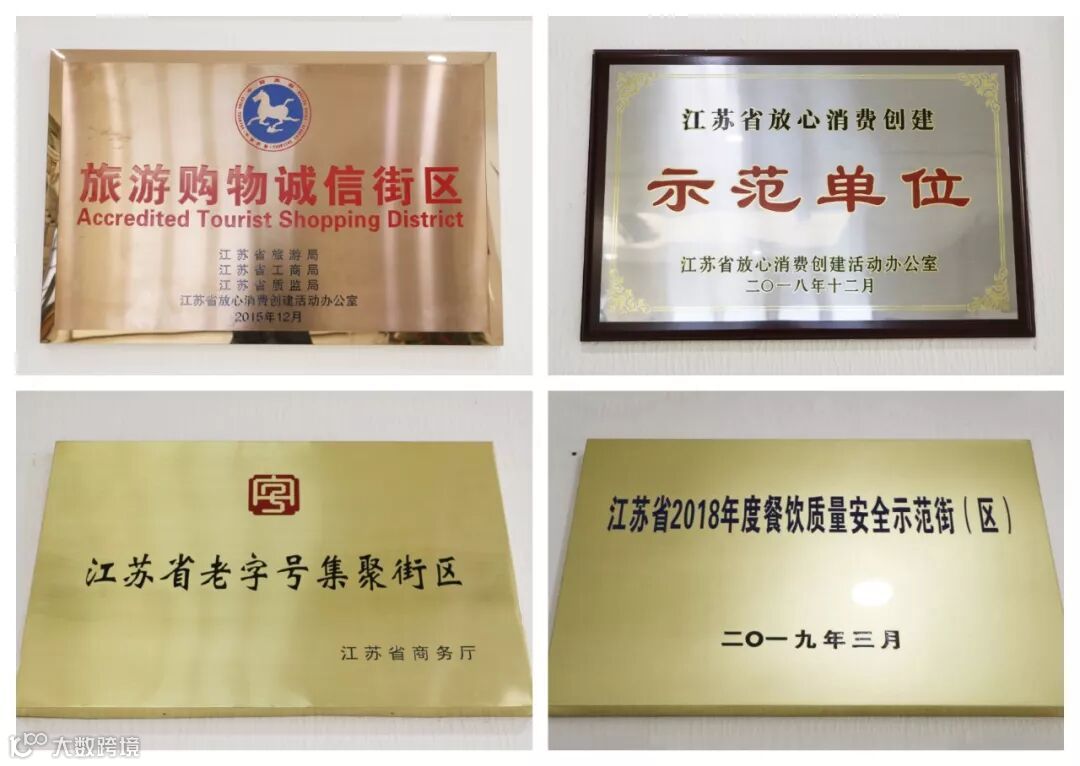 旅游购物诚信街区
Accredited Tourist Shopping District
江苏省旅游局
江苏省工商局
江苏省质监局
江苏省放心消费创建活动办公室
2015年12月
江苏省放心消费创建
示范单位
江苏省放心消费创建活动办公室
二〇一八年十二月
江苏省老字号集聚街区
江苏省商务厅
江苏省2018年度餐饮质量安全示范街（区）
二〇一九年三月
大数跨境